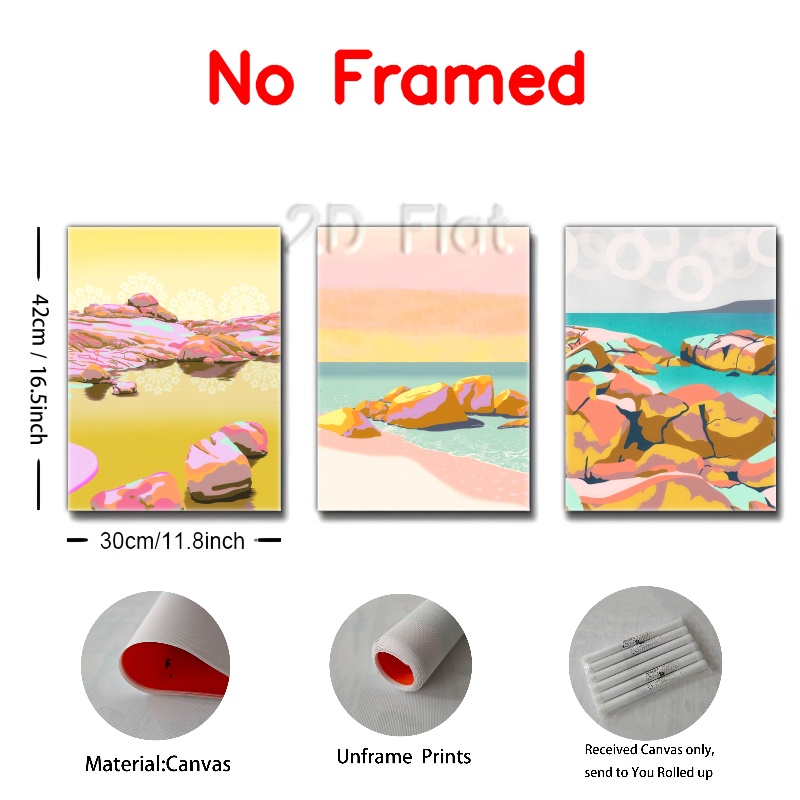 No Framed
2D Flat
42cm / 16.5inch
30cm/11.8inch
Material:Canvas
Unframe Prints
Received Canvas only,
send to You Rolled up